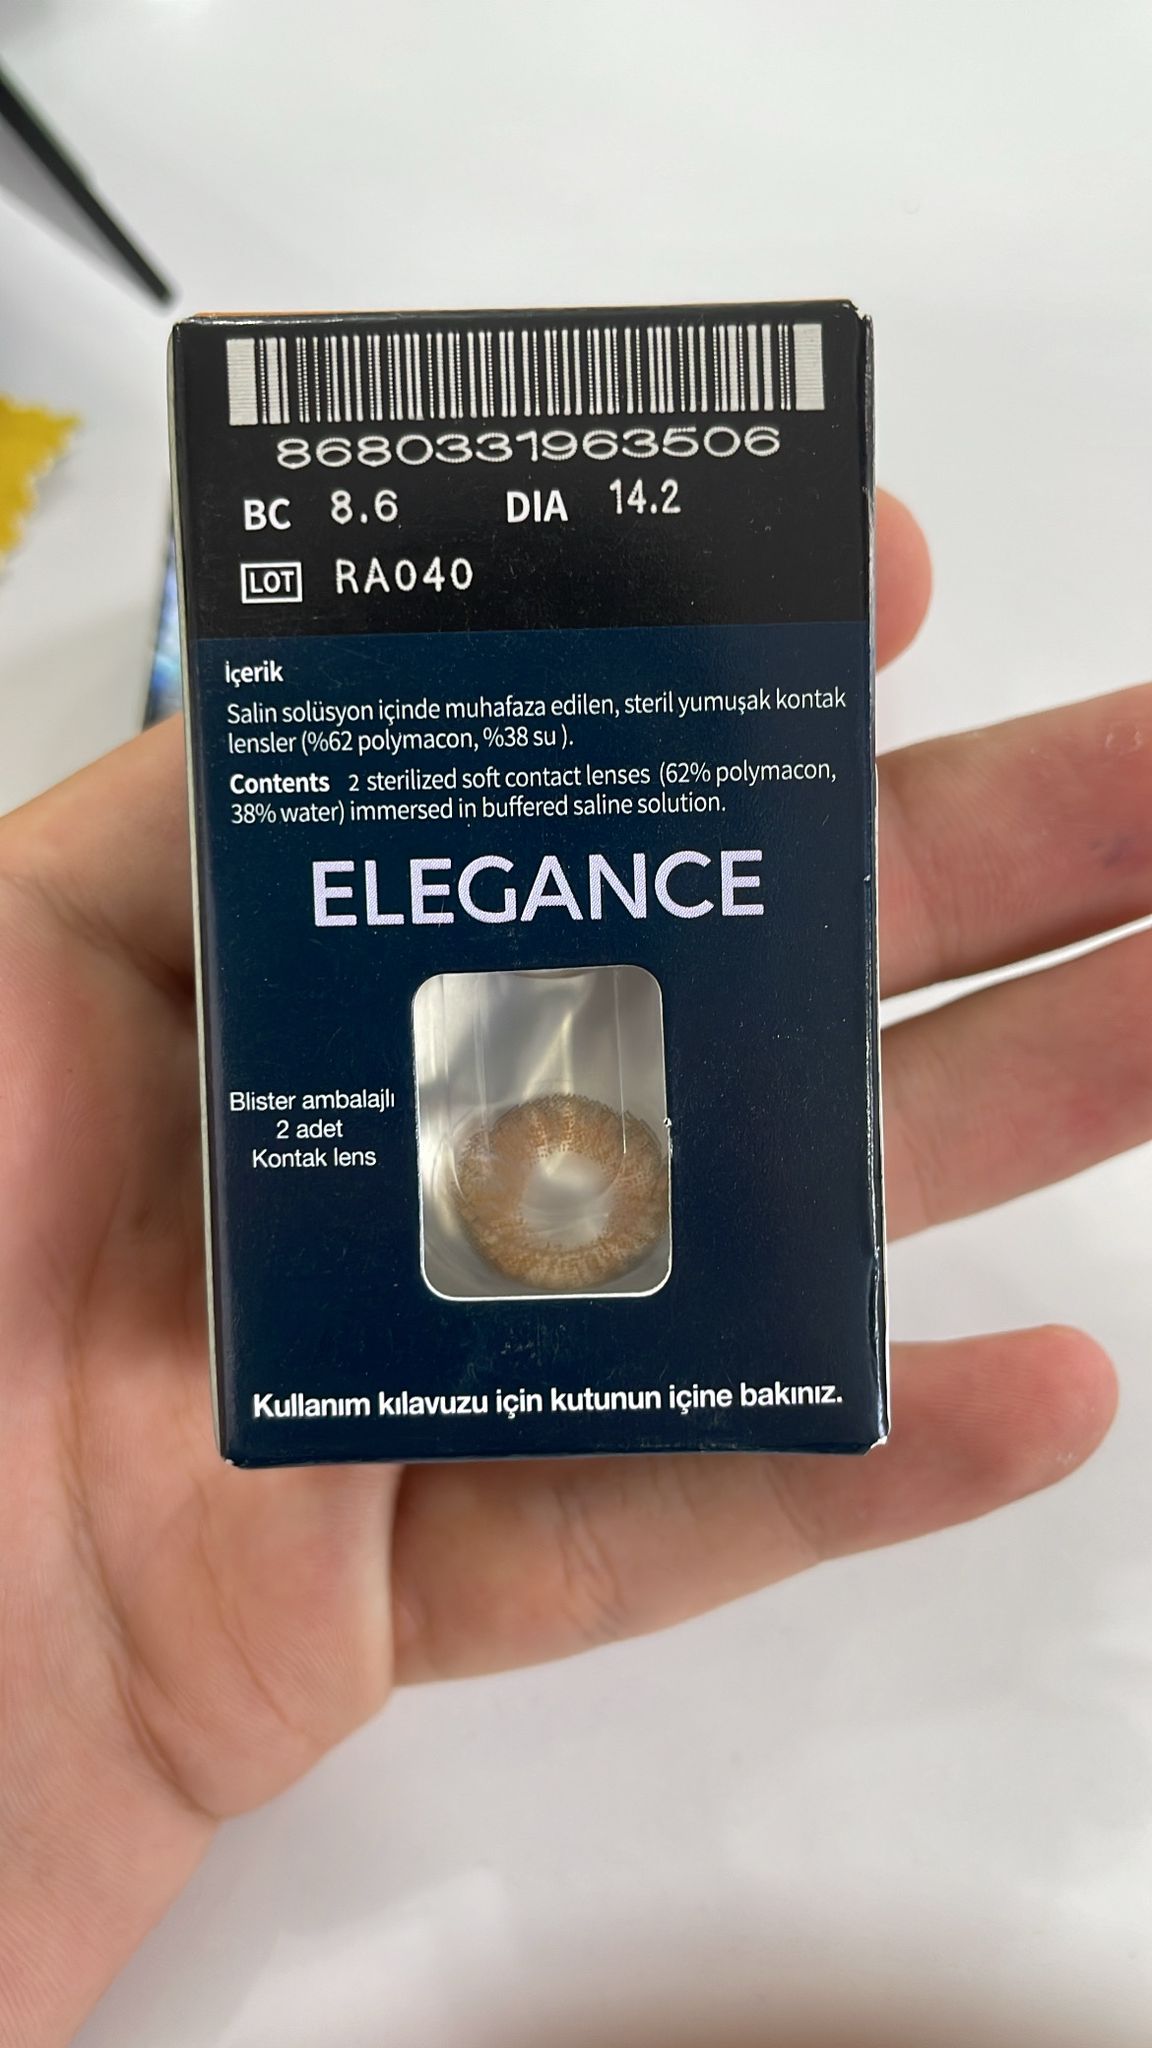 8680331963506
BC 8.6 DIA 14.2
LOT RA040
İçerik
Salin solüsyon içinde muhafaza edilen, steril yumuşak kontak
lensler (%62 polymacon, %38 su ).
Contents 2 sterilized soft contact lenses (62% polymacon,
38% water) immersed in buffered saline solution.
ELEGANCE
Blister ambalajlı
2 adet
Kontak lens
Kullanım kılavuzu için kutunun içine bakınız.